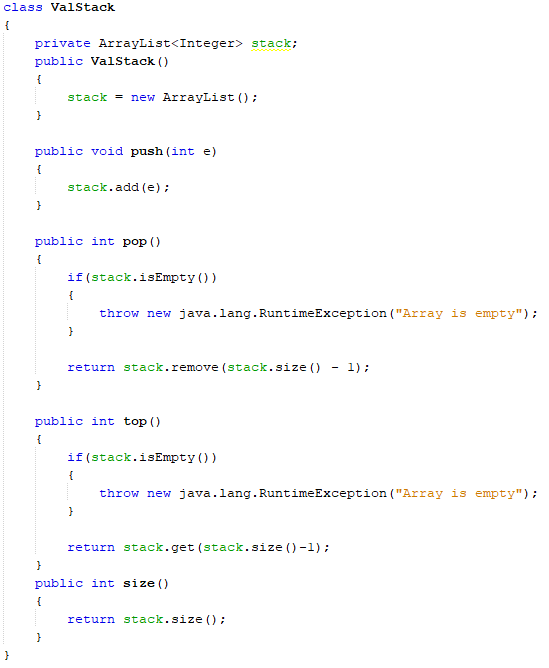 class ValStack
{
    private ArrayList<Integer> stack;
    public ValStack()
    {
        stack = new ArrayList();
    }

    public void push(int e)
    {
        stack.add(e);
    }

    public int pop()
    {
        if(stack.isEmpty())
        {
            throw new java.lang.RuntimeException("Array is empty");
        }

        return stack.remove(stack.size() - 1);
    }

    public int top()
    {
        if(stack.isEmpty())
        {
            throw new java.lang.RuntimeException("Array is empty");
        }

        return stack.get(stack.size()-1);
    }
    public int size()
    {
        return stack.size();
    }
}